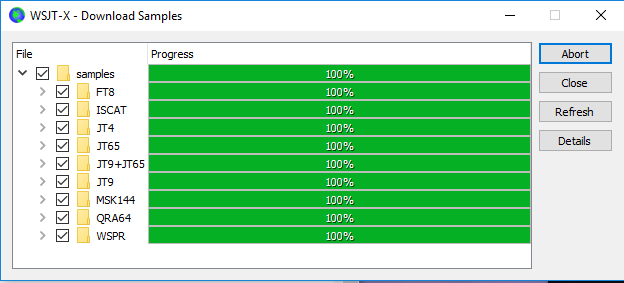 WSJT-X - Download Samples
File Progress Abort
samples 100%
Close
FT8 100%
ISCAT 100%
Refresh
JT4 100%
JT65 100%
Details
JT9+JT65 100%
JT9 100%
MSK144 100%
QRA64 100%
WSPR 100%